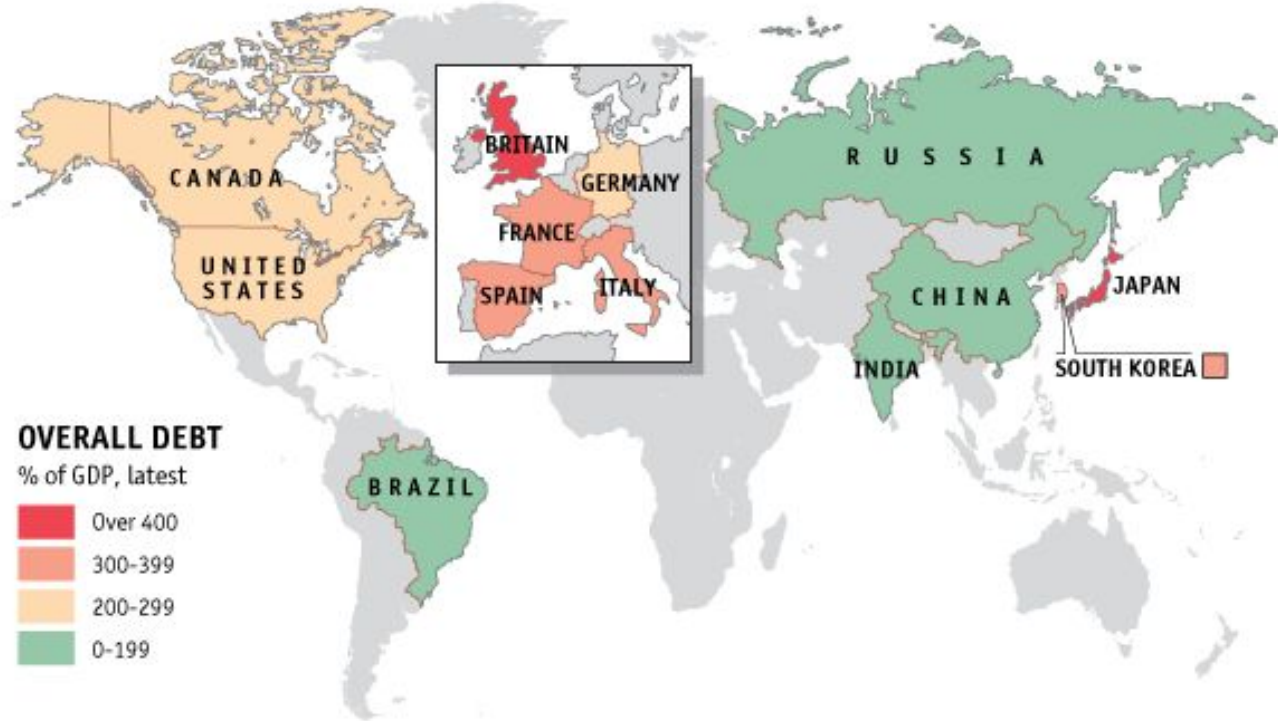 CANADA
UNITED
STATES
BRITAIN
GERMANY
FRANCE
SPAIN
ITALY
RUSSIA
CHINA
INDIA
JAPAN
SOUTH KOREA
BRAZIL
OVERALL DEBT
% of GDP, latest
Over 400
300-399
200-299
0-199